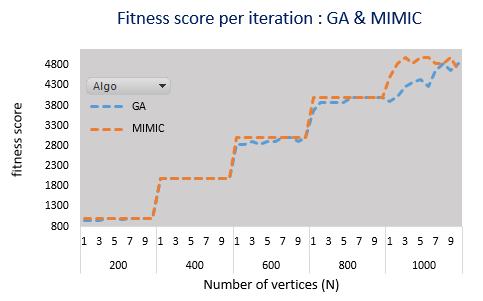 Fitness score per iteration : GA & MIMIC
4800
4300
3800
3300
2800
2300
1800
1300
800
fitness score
Algo
GA
MIMIC
1 3 5 7 9 1 3 5 7 9 1 3 5 7 9 1 3 5 7 9 1 3 5 7 9
200 400 600 800 1000
Number of vertices (N)